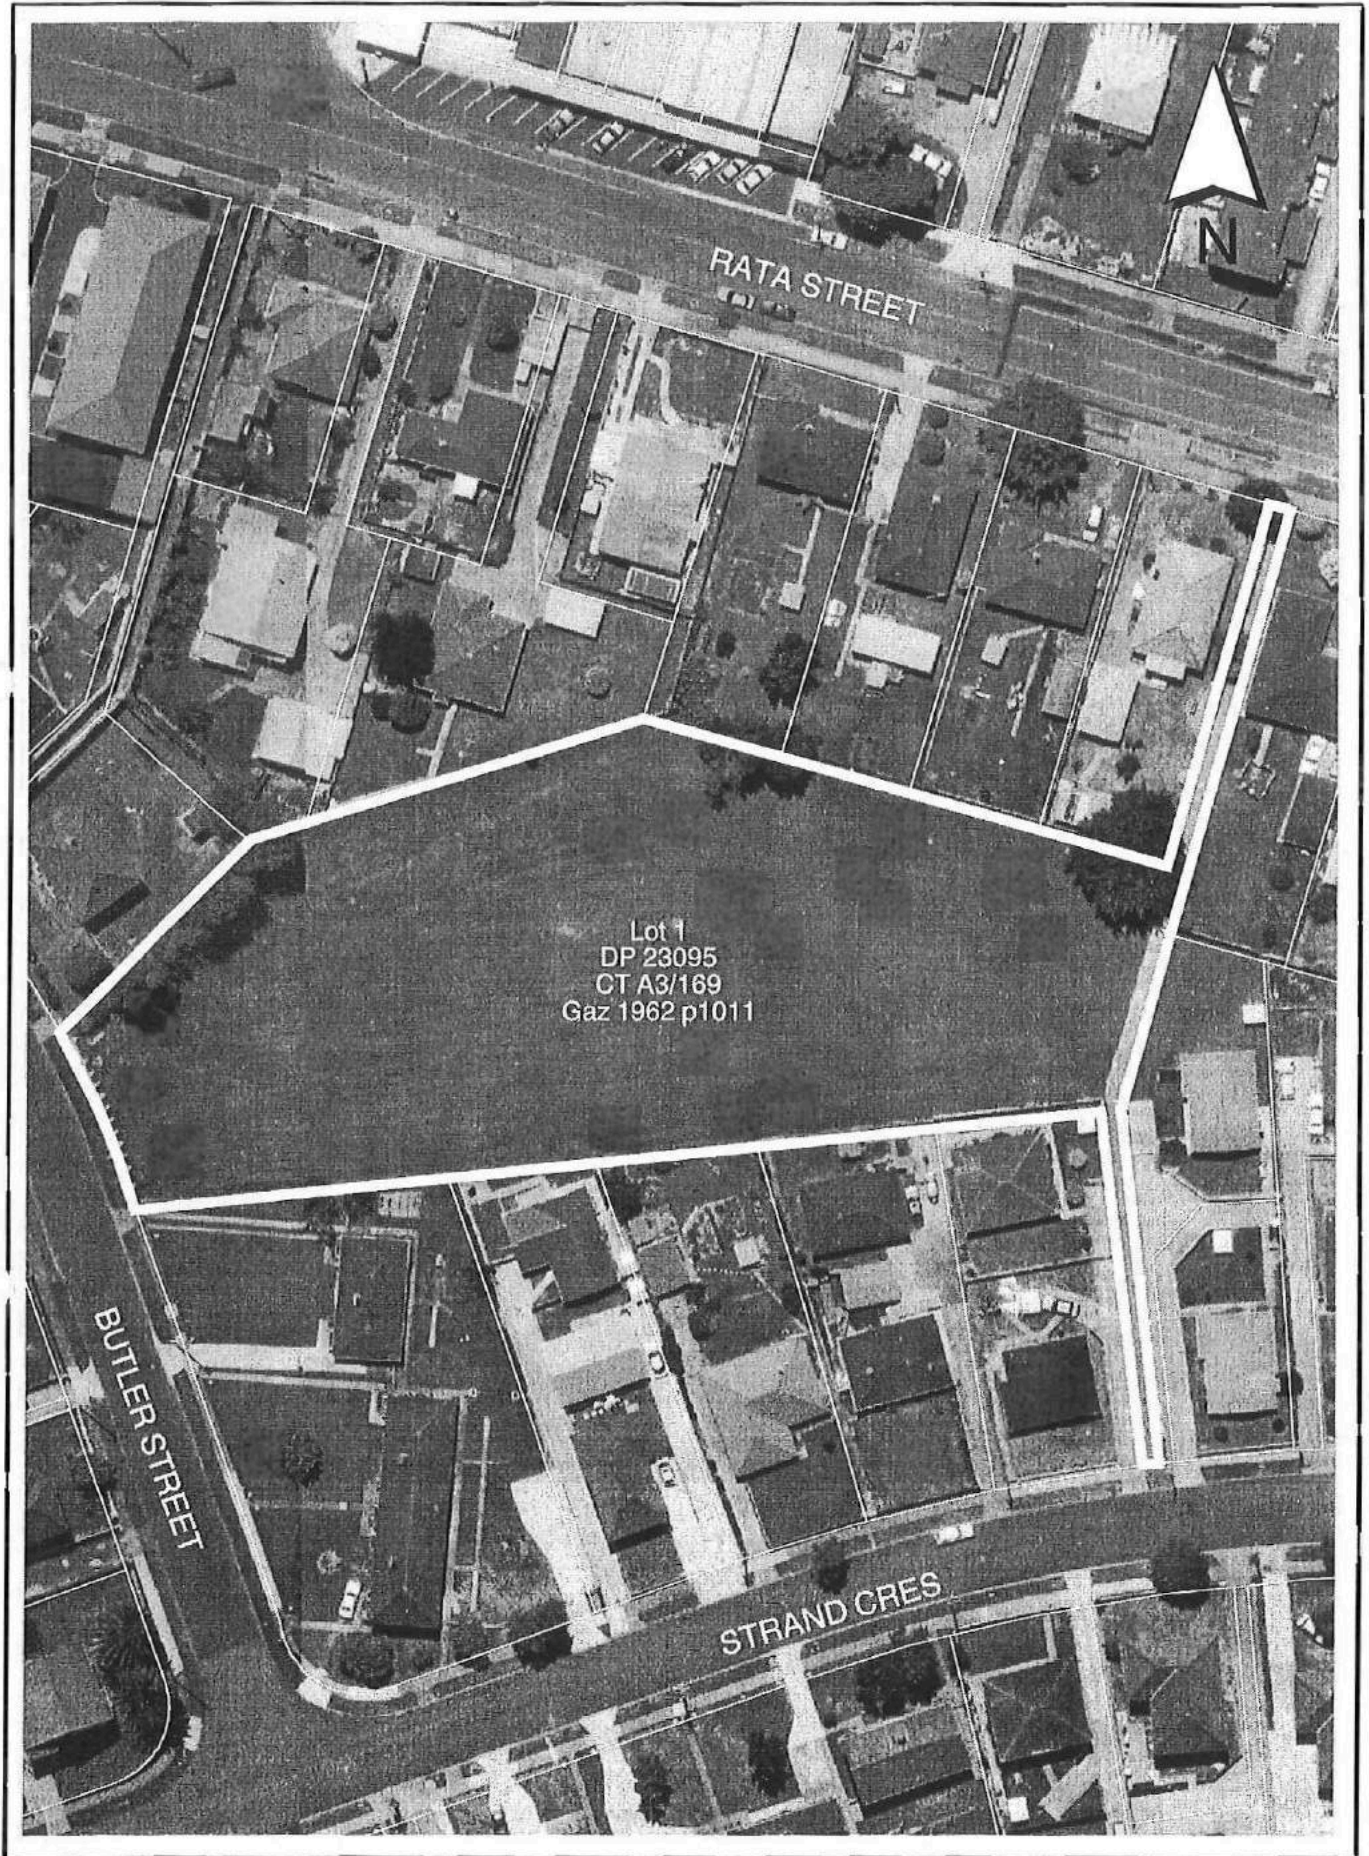 N
RATA STREET
Lot 1
DP 23095
CT A3/169
Gaz 1962 p1011
BUTLER STREET
STRAND CRES